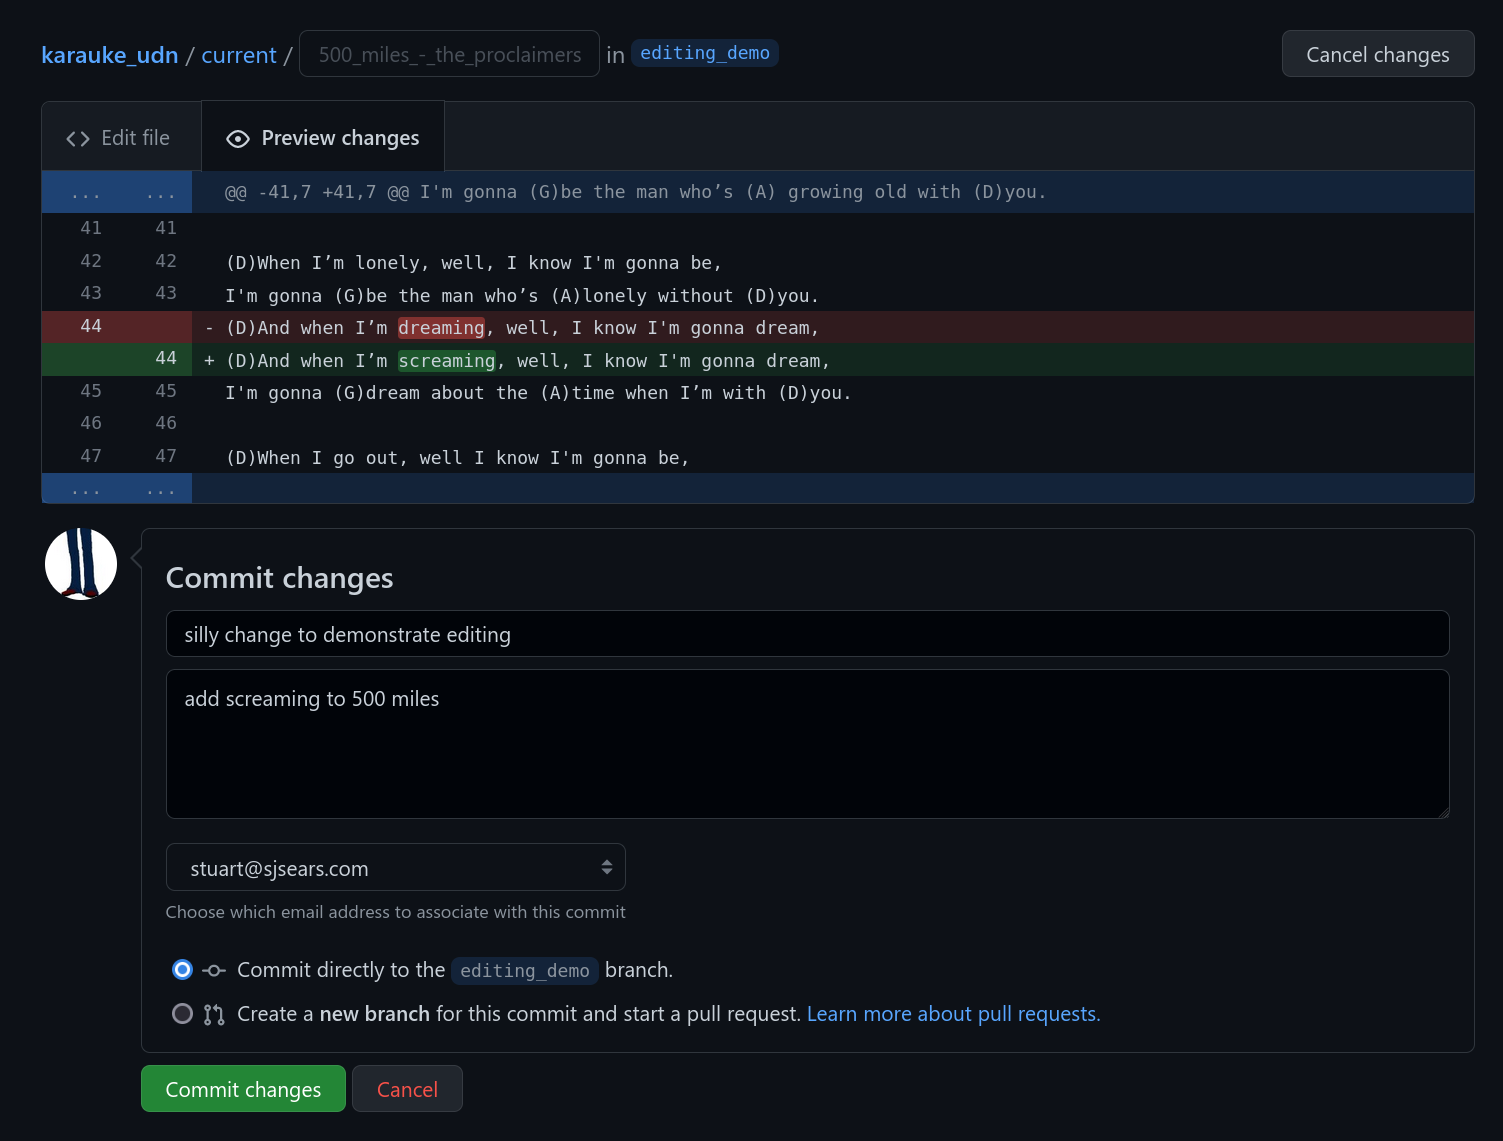 karauke_udn / current / 500_miles_-_the_proclaimers in editing_demo Cancel changes
Edit file Preview changes
... ... @@ -41,7 +41,7 @@ I'm gonna (G)be the man who’s (A) growing old with (D)you.
41 41
42 42 (D)When I’m lonely, well, I know I'm gonna be,
43 43 I'm gonna (G)be the man who’s (A)lonely without (D)you.
44 - (D)And when I’m dreaming, well, I know I'm gonna dream,
44 + (D)And when I’m screaming, well, I know I'm gonna dream,
45 45 I'm gonna (G)dream about the (A)time when I’m with (D)you.
46 46
47 47 (D)When I go out, well I know I'm gonna be,
... ...
Commit changes
silly change to demonstrate editing
add screaming to 500 miles
stuart@sjsears.com
Choose which email address to associate with this commit
Commit directly to the editing_demo branch.
Create a new branch for this commit and start a pull request. Learn more about pull requests.
Commit changes Cancel